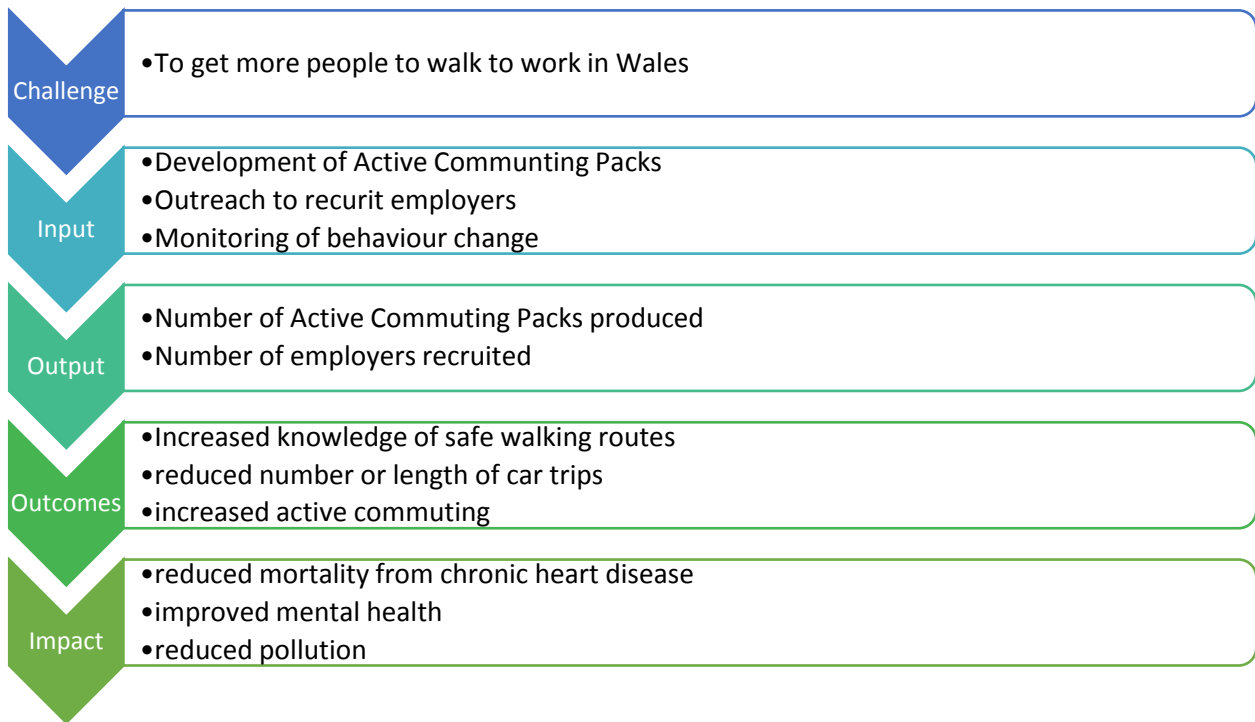 Challenge
•To get more people to walk to work in Wales
Input
•Development of Active Communting Packs
•Outreach to recurit employers
•Monitoring of behaviour change
Output
•Number of Active Commuting Packs produced
•Number of employers recruited
Outcomes
•Increased knowledge of safe walking routes
•reduced number or length of car trips
•increased active commuting
Impact
•reduced mortality from chronic heart disease
•improved mental health
•reduced pollution